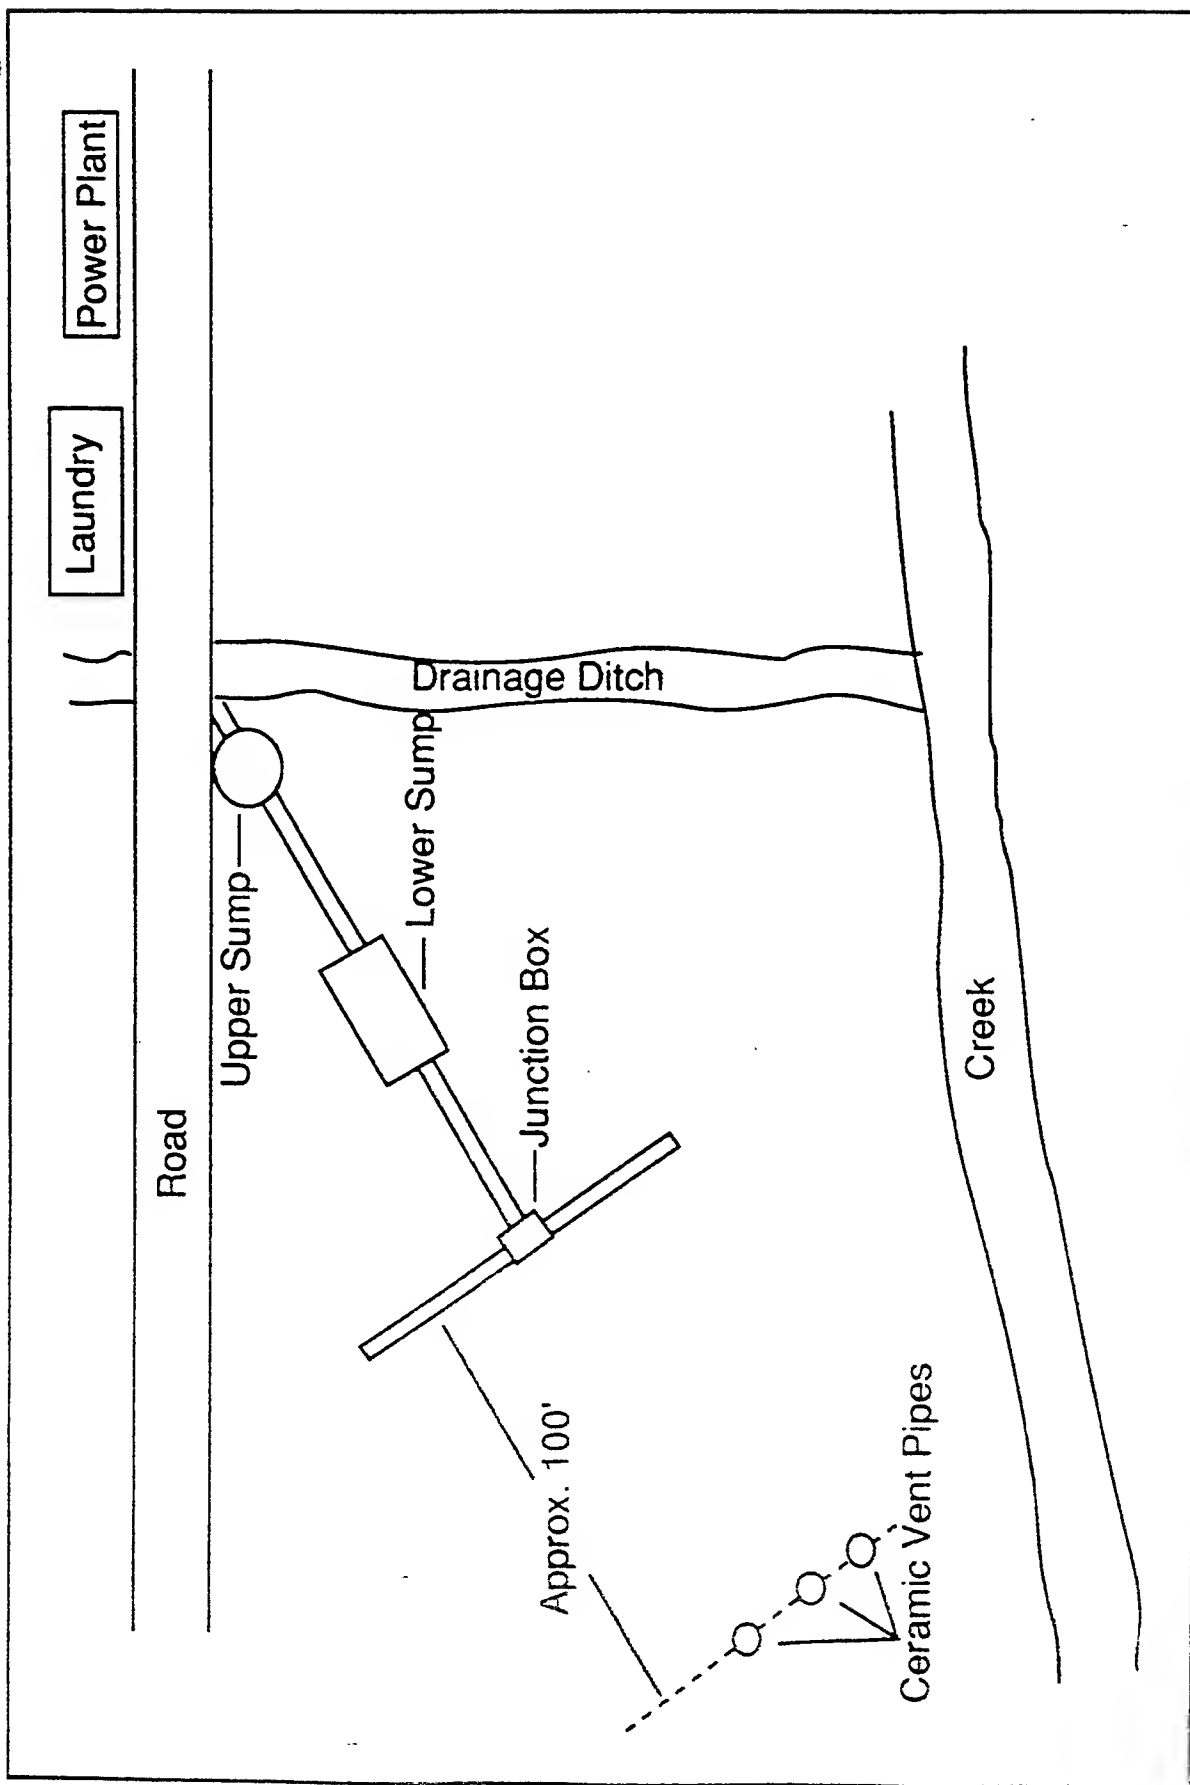 Power Plant
Laundry
Drainage Ditch
Lower Sump
Upper Sump
Junction Box
Creek
Road
Approx. 100'
Ceramic Vent Pipes